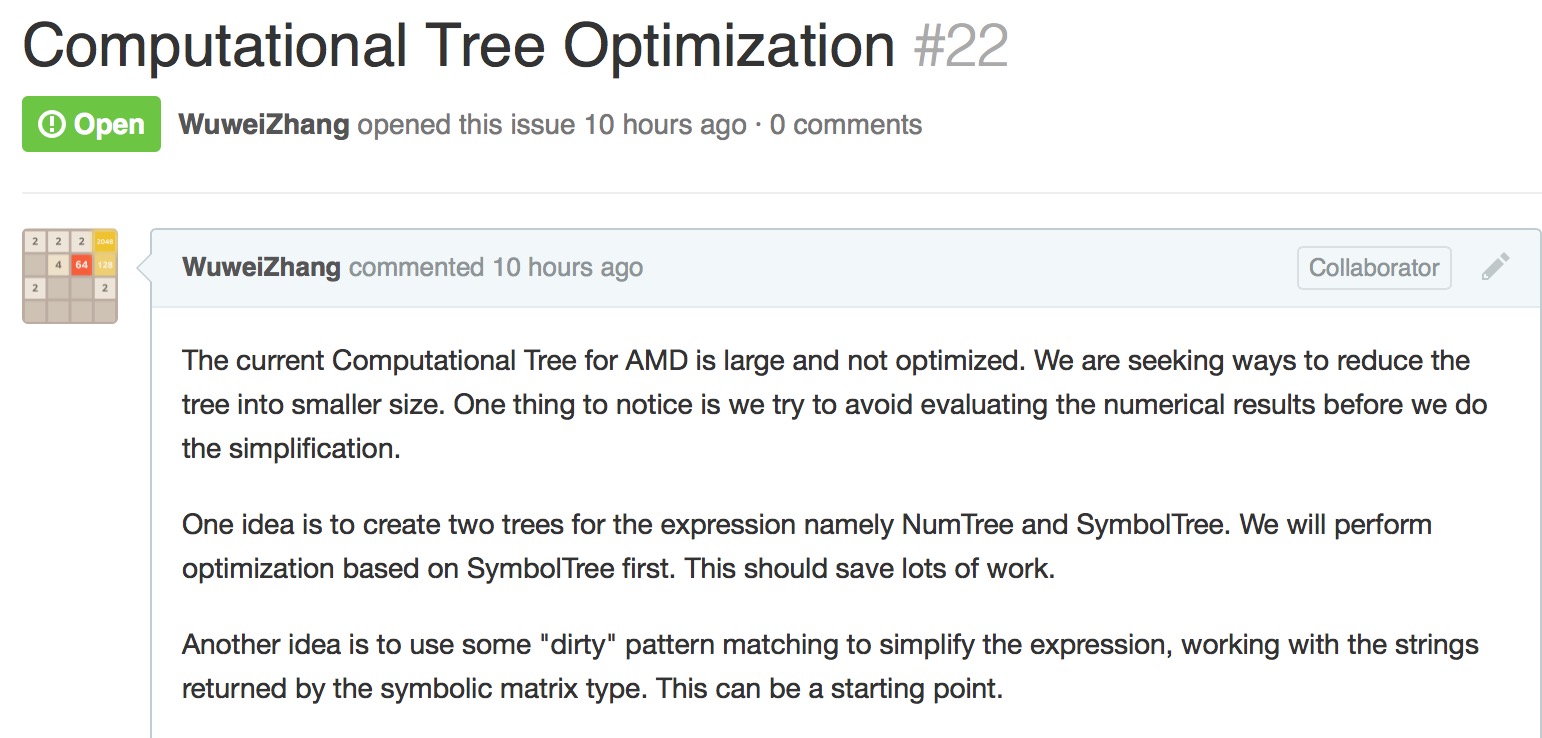 Computational Tree Optimization #22
Open WuweiZhang opened this issue 10 hours ago · 0 comments
2 2 2 2048
4 64 128
2 2
WuweiZhang commented 10 hours ago Collaborator
The current Computational Tree for AMD is large and not optimized. We are seeking ways to reduce the
tree into smaller size. One thing to notice is we try to avoid evaluating the numerical results before we do
the simplification.
One idea is to create two trees for the expression namely NumTree and SymbolTree. We will perform
optimization based on SymbolTree first. This should save lots of work.
Another idea is to use some "dirty" pattern matching to simplify the expression, working with the strings
returned by the symbolic matrix type. This can be a starting point.